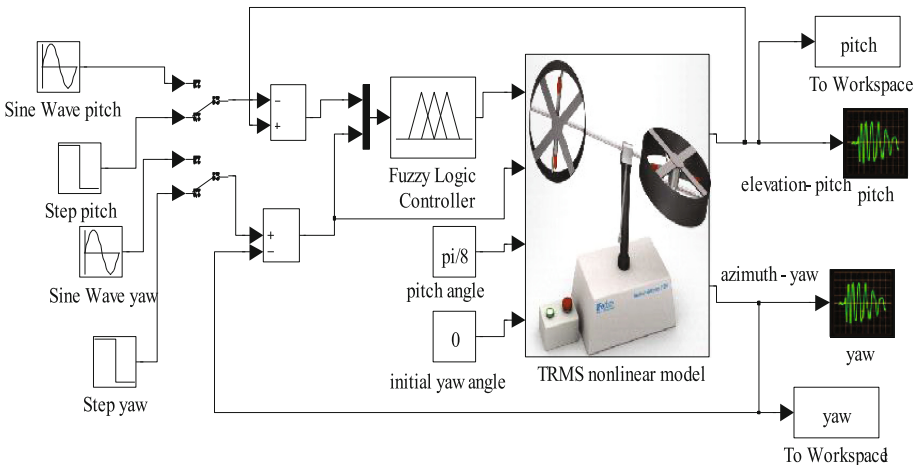 pitch
To Workspace
Sine Wave pitch
−
+
Fuzzy Logic
Controller
elevation-pitch
pitch
Step pitch
+
−
Sine Wave yaw
pi/8
pitch angle
azimuth - yaw
0
initial yaw angle
TRMS nonlinear model
yaw
Step yaw
yaw
To Workspace1